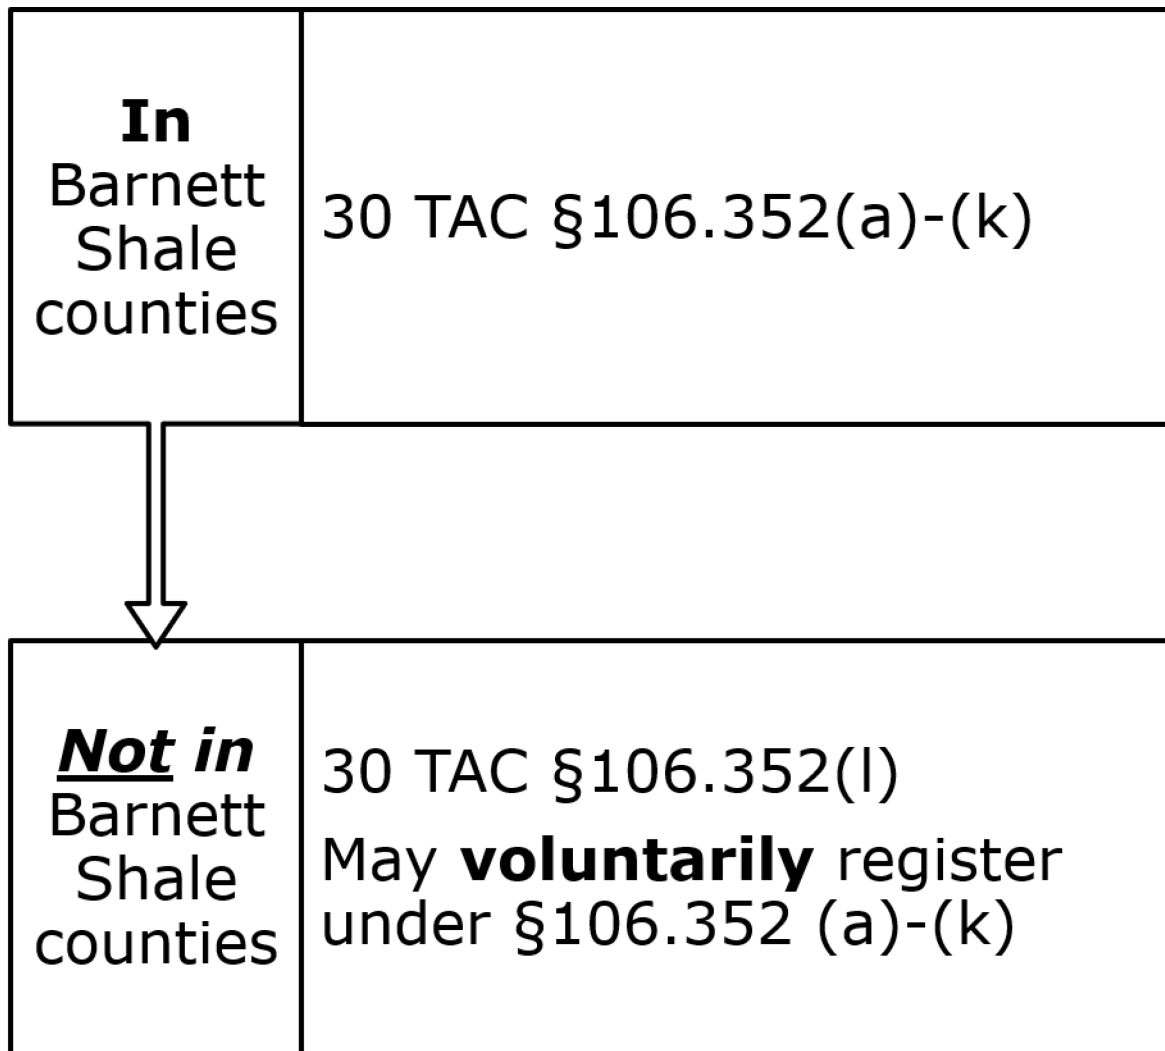 In
Barnett
Shale
counties
30 TAC §106.352(a)-(k)
Not in
Barnett
Shale
counties
30 TAC §106.352(l)
May voluntarily register
under §106.352 (a)-(k)